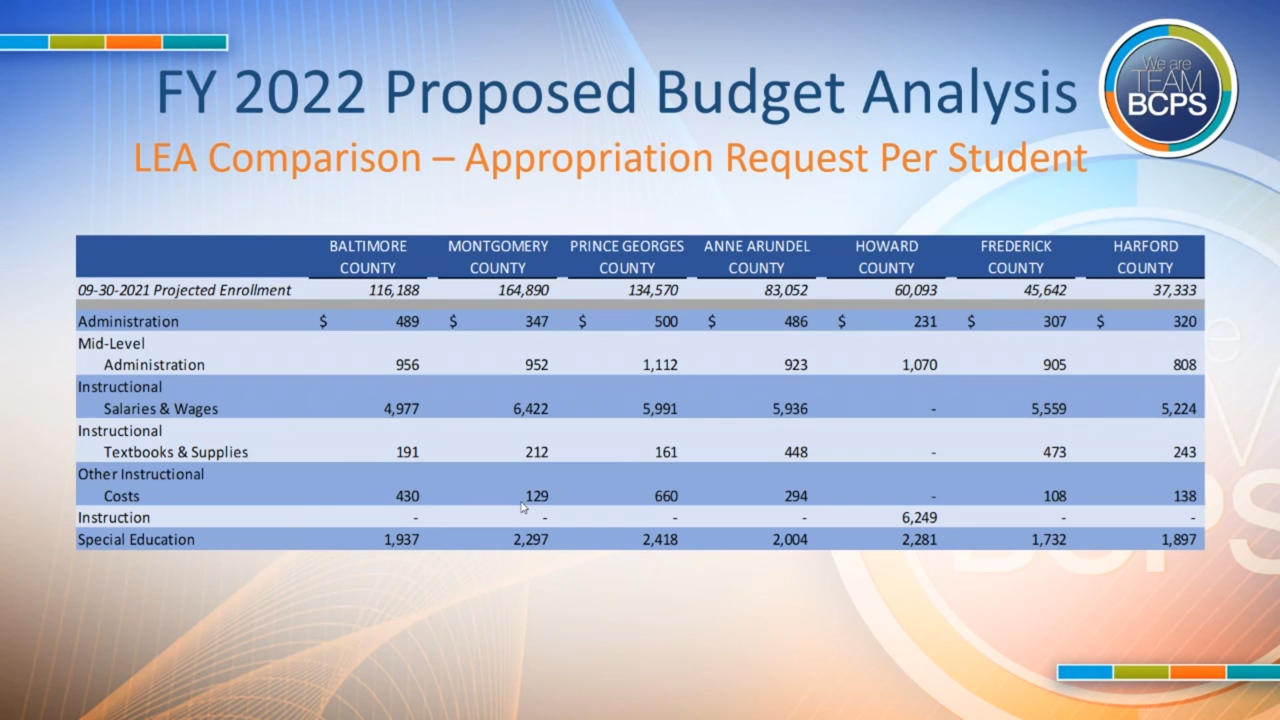 We are
TEAM
BCPS
FY 2022 Proposed Budget Analysis
LEA Comparison – Appropriation Request Per Student
BALTIMORE MONTGOMERY PRINCE GEORGES ANNE ARUNDEL HOWARD FREDERICK HARFORD
COUNTY COUNTY COUNTY COUNTY COUNTY COUNTY COUNTY
09-30-2021 Projected Enrollment 116,188 164,890 134,570 83,052 60,093 45,642 37,333
Administration $ 489 $ 347 $ 500 $ 486 $ 231 $ 307 $ 320
Mid-Level
Administration 956 952 1,112 923 1,070 905 808
Instructional
Salaries & Wages 4,977 6,422 5,991 5,936 - 5,559 5,224
Instructional
Textbooks & Supplies 191 212 161 448 - 473 243
Other Instructional
Costs 430 129 660 294 - 108 138
Instruction - - - - 6,249 - -
Special Education 1,937 2,297 2,418 2,004 2,281 1,732 1,897